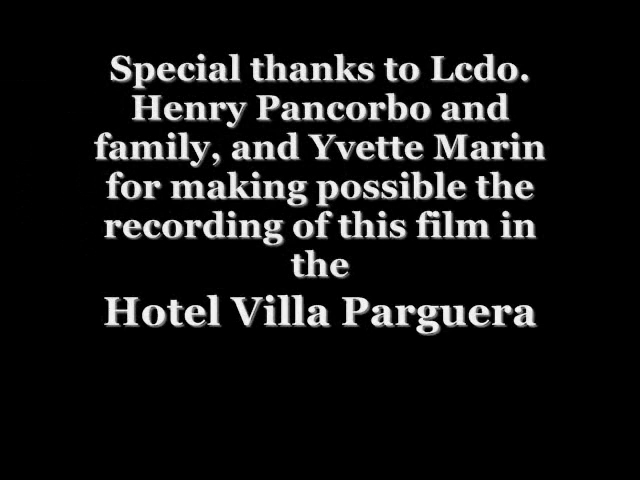 Special thanks to Lcdo.
Henry Pancorbo and
family, and Yvette Marin
for making possible the
recording of this film in
the
Hotel Villa Parguera